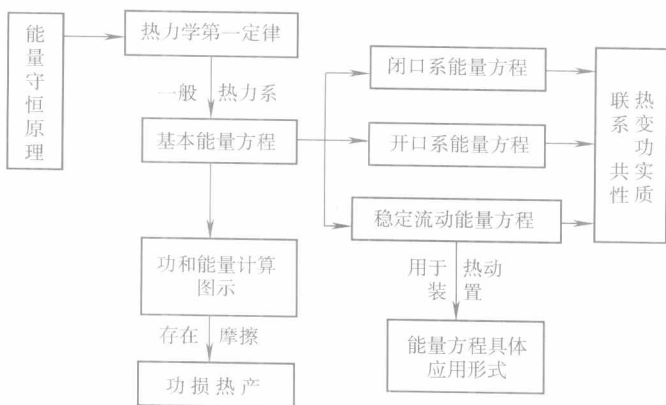 能量守恒原理
热力学第一定律
一般 热力系
基本能量方程
功和能量计算
图示
存在 摩擦
功损热产
闭口系能量方程
开口系能量方程
稳定流动能量方程
用于 热动
装 置
能量方程具体
应用形式
热变功实质
联系 共性